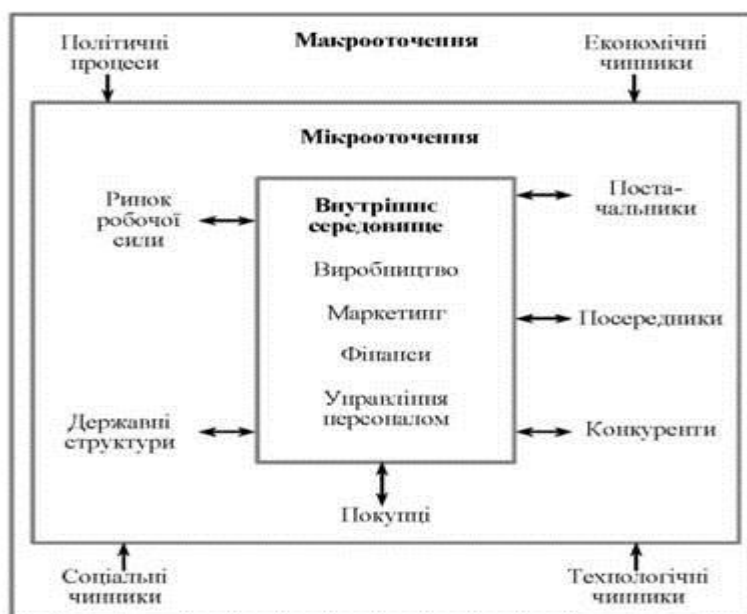 Політичні
процеси
Макрооточення
Економічні
чинники
Мікрооточення
Ринок
робочої
сили
Внутрішнє
середовище
Поста-
чальники
Виробництво
Маркетинг
Посередники
Фінанси
Управління
персоналом
Державні
структури
Конкуренти
Покупці
Соціальні
чинники
Технологічні
чинники